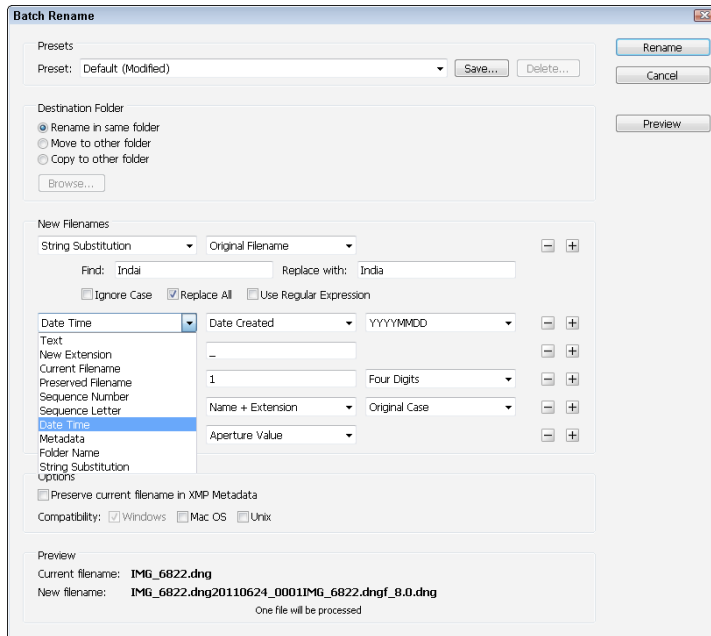 Batch Rename
Presets
Preset: Default (Modified) Save... Delete...
Rename
Cancel
Preview
Destination Folder
Rename in same folder
Move to other folder
Copy to other folder
Browse...
New Filenames
String Substitution Original Filename
Find: Indai Replace with: India
Ignore Case Replace All Use Regular Expression
Date Time Date Created YYYYMMDD
Text
New Extension
_
Current Filename
Preserved Filename
1 Four Digits
Sequence Number
Sequence Letter
Name + Extension Original Case
Date Time
Metadata
Aperture Value
Folder Name
String Substitution
Options
Preserve current filename in XMP Metadata
Compatibility: Windows Mac OS Unix
Preview
Current filename: IMG_6822.dng
New filename: IMG_6822.dng20110624_0001IMG_6822.dngf_8.0.dng
One file will be processed